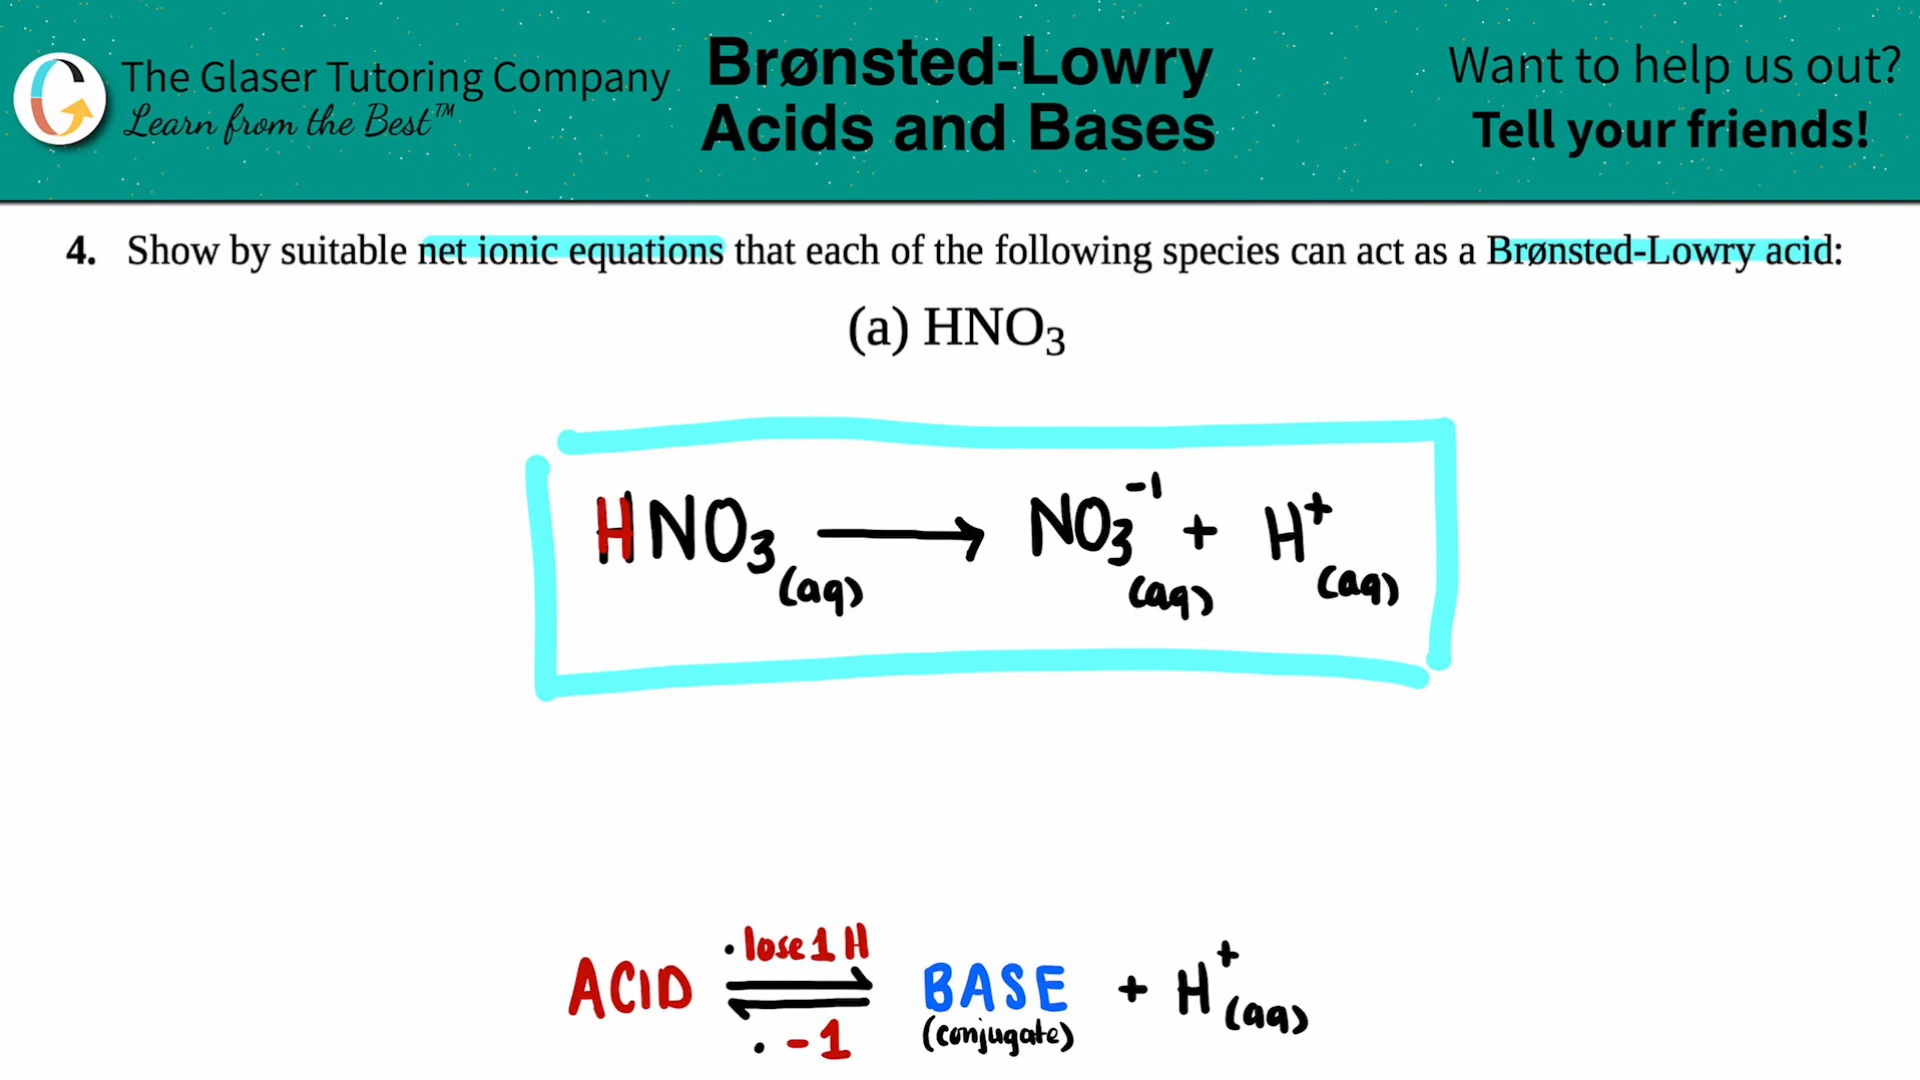 The Glaser Tutoring Company
Learn from the Best™
Brønsted-Lowry
Acids and Bases
Want to help us out?
Tell your friends!
4. Show by suitable net ionic equations that each of the following species can act as a Brønsted-Lowry acid:
(a) HNO₃
HNO₃(aq) ⟶ NO₃⁻¹(aq) + H⁺(aq)
· lose 1 H
ACID ⇌ BASE + H⁺(aq)
· -1 (conjugate)